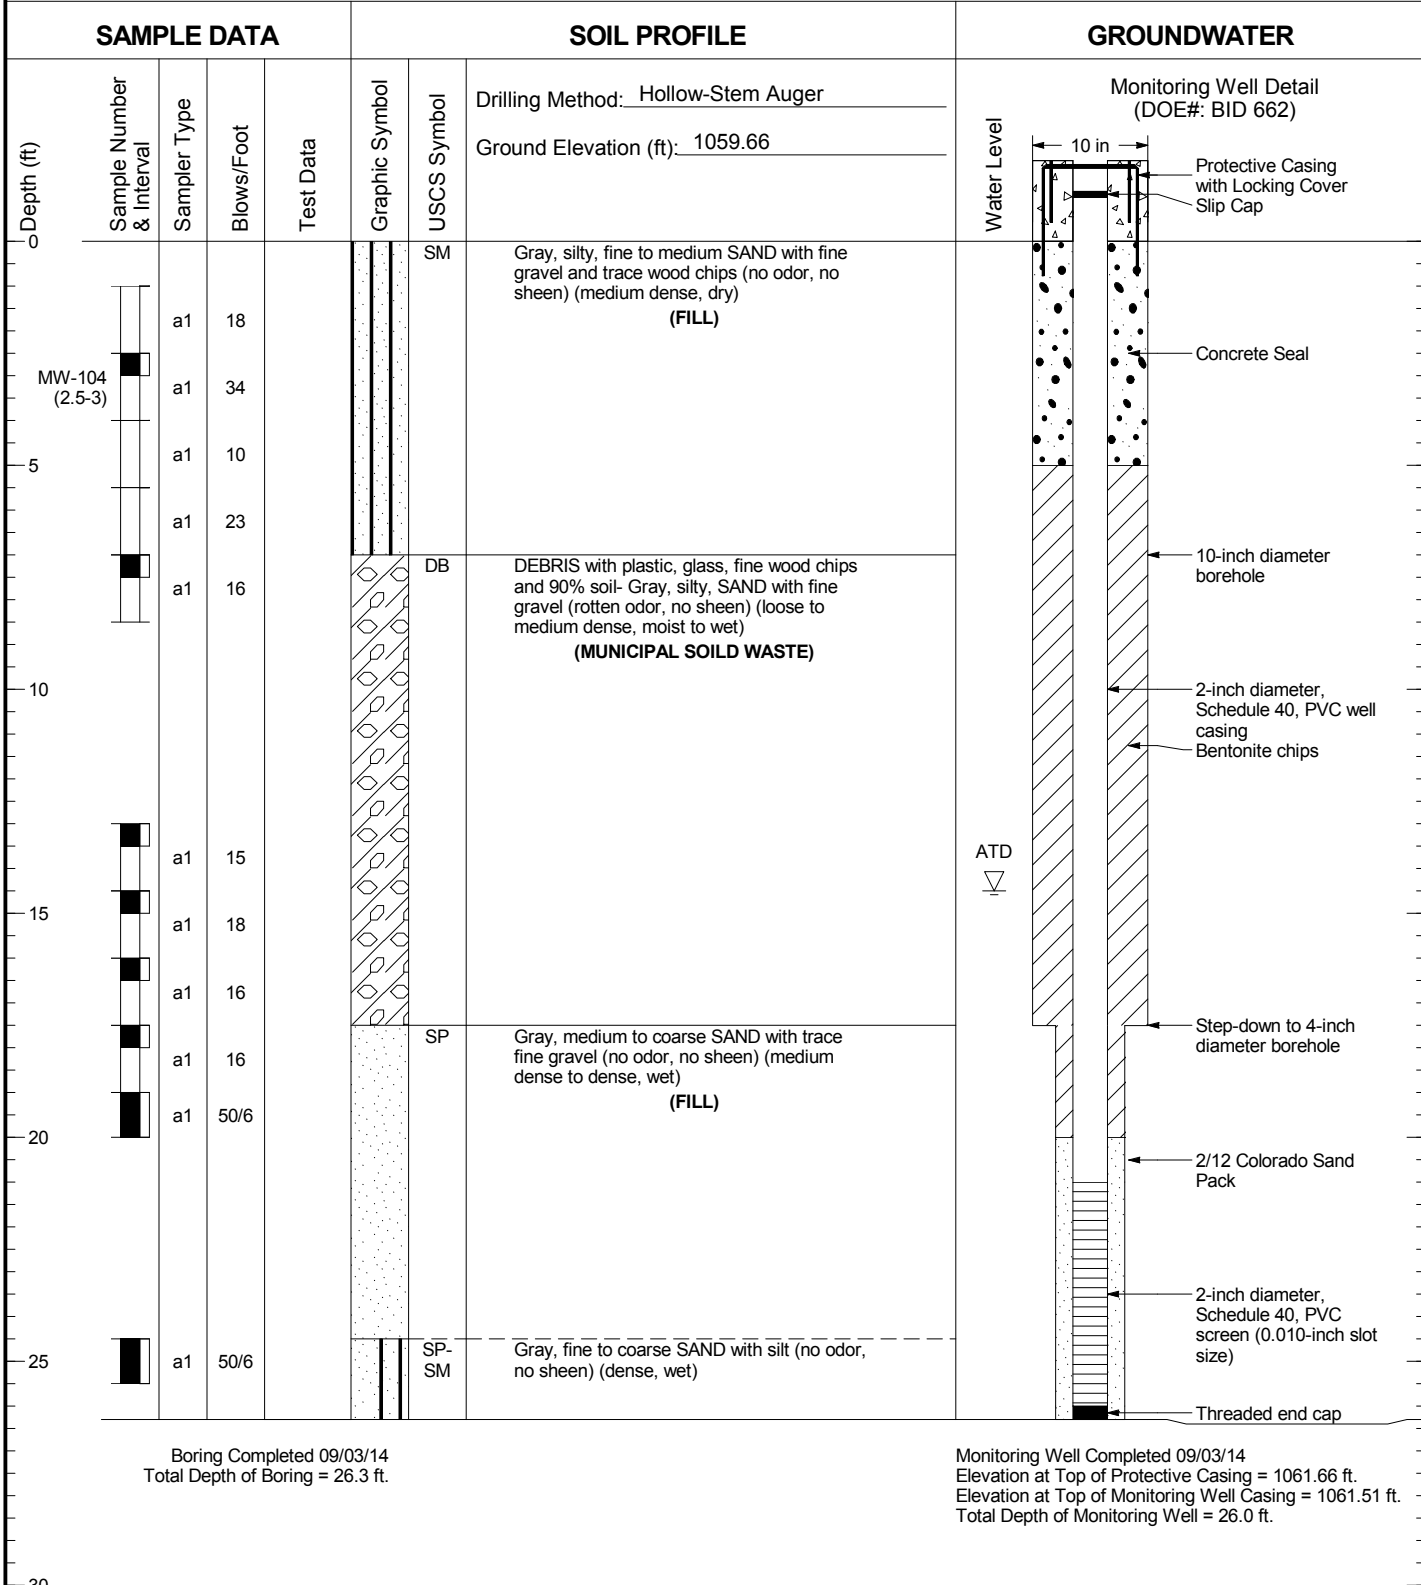 SAMPLE DATA
SOIL PROFILE
GROUNDWATER
Depth (ft)
Sample Number
& Interval
Sampler Type
Blows/Foot
Test Data
Graphic Symbol
USCS Symbol
Drilling Method: Hollow-Stem Auger
Ground Elevation (ft): 1059.66
Water Level
Monitoring Well Detail
(DOE#: BID 662)
10 in
Protective Casing
with Locking Cover
Slip Cap
0
SM
Gray, silty, fine to medium SAND with fine
gravel and trace wood chips (no odor, no
sheen) (medium dense, dry)
(FILL)
a1 18
Concrete Seal
MW-104
(2.5-3)
a1 34
a1 10
5
a1 23
10-inch diameter
borehole
DB
DEBRIS with plastic, glass, fine wood chips
and 90% soil- Gray, silty, SAND with fine
gravel (rotten odor, no sheen) (loose to
medium dense, moist to wet)
(MUNICIPAL SOILD WASTE)
a1 16
10
2-inch diameter,
Schedule 40, PVC well
casing
Bentonite chips
a1 15
ATD
15
a1 18
a1 16
SP
Gray, medium to coarse SAND with trace
fine gravel (no odor, no sheen) (medium
dense to dense, wet)
(FILL)
Step-down to 4-inch
diameter borehole
a1 16
a1 50/6
20
2/12 Colorado Sand
Pack
2-inch diameter,
Schedule 40, PVC
screen (0.010-inch slot
size)
SP-
SM
Gray, fine to coarse SAND with silt (no odor,
no sheen) (dense, wet)
25
a1 50/6
Threaded end cap
Boring Completed 09/03/14
Total Depth of Boring = 26.3 ft.
Monitoring Well Completed 09/03/14
Elevation at Top of Protective Casing = 1061.66 ft.
Elevation at Top of Monitoring Well Casing = 1061.51 ft.
Total Depth of Monitoring Well = 26.0 ft.
30